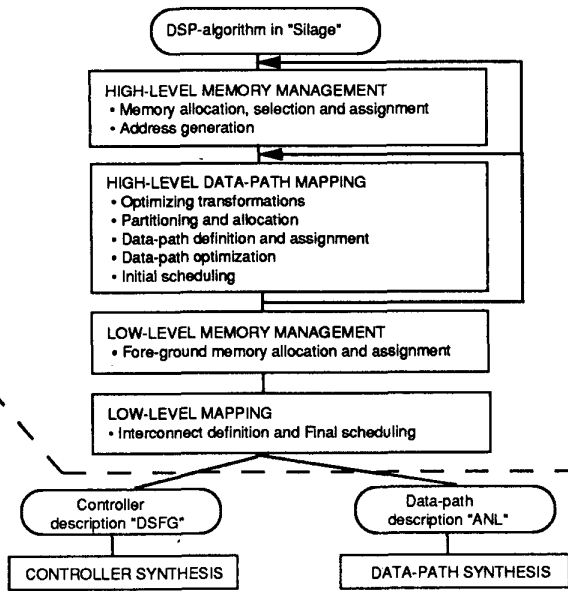 DSP-algorithm in "Silage"
HIGH-LEVEL MEMORY MANAGEMENT
• Memory allocation, selection and assignment
• Address generation
HIGH-LEVEL DATA-PATH MAPPING
• Optimizing transformations
• Partitioning and allocation
• Data-path definition and assignment
• Data-path optimization
• Initial scheduling
LOW-LEVEL MEMORY MANAGEMENT
• Fore-ground memory allocation and assignment
LOW-LEVEL MAPPING
• Interconnect definition and Final scheduling
Controller
description "DSFG"
Data-path
description "ANL"
CONTROLLER SYNTHESIS
DATA-PATH SYNTHESIS